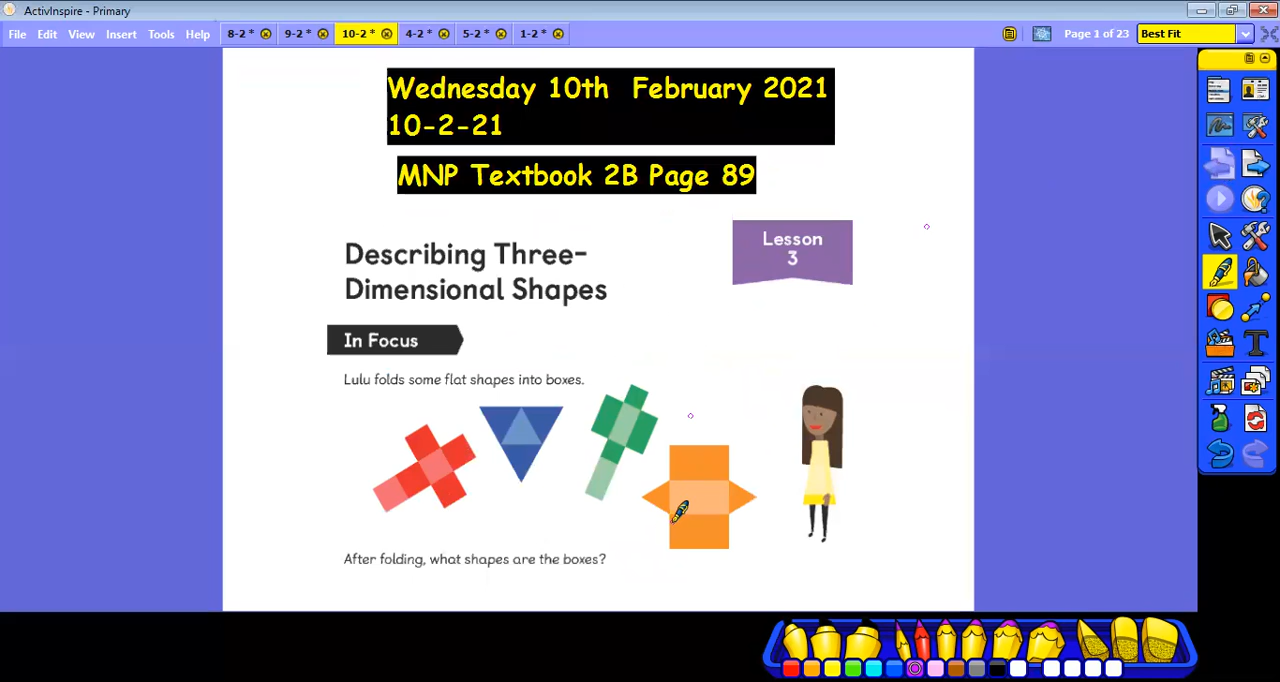 ActivInspire - Primary
File Edit View Insert Tools Help
8-2 * 9-2 * 10-2 * 4-2 * 5-2 * 1-2 *
Page 1 of 23
Best Fit
Wednesday 10th February 2021
10-2-21
MNP Textbook 2B Page 89
Lesson
3
Describing Three-
Dimensional Shapes
In Focus
Lulu folds some flat shapes into boxes.
After folding, what shapes are the boxes?